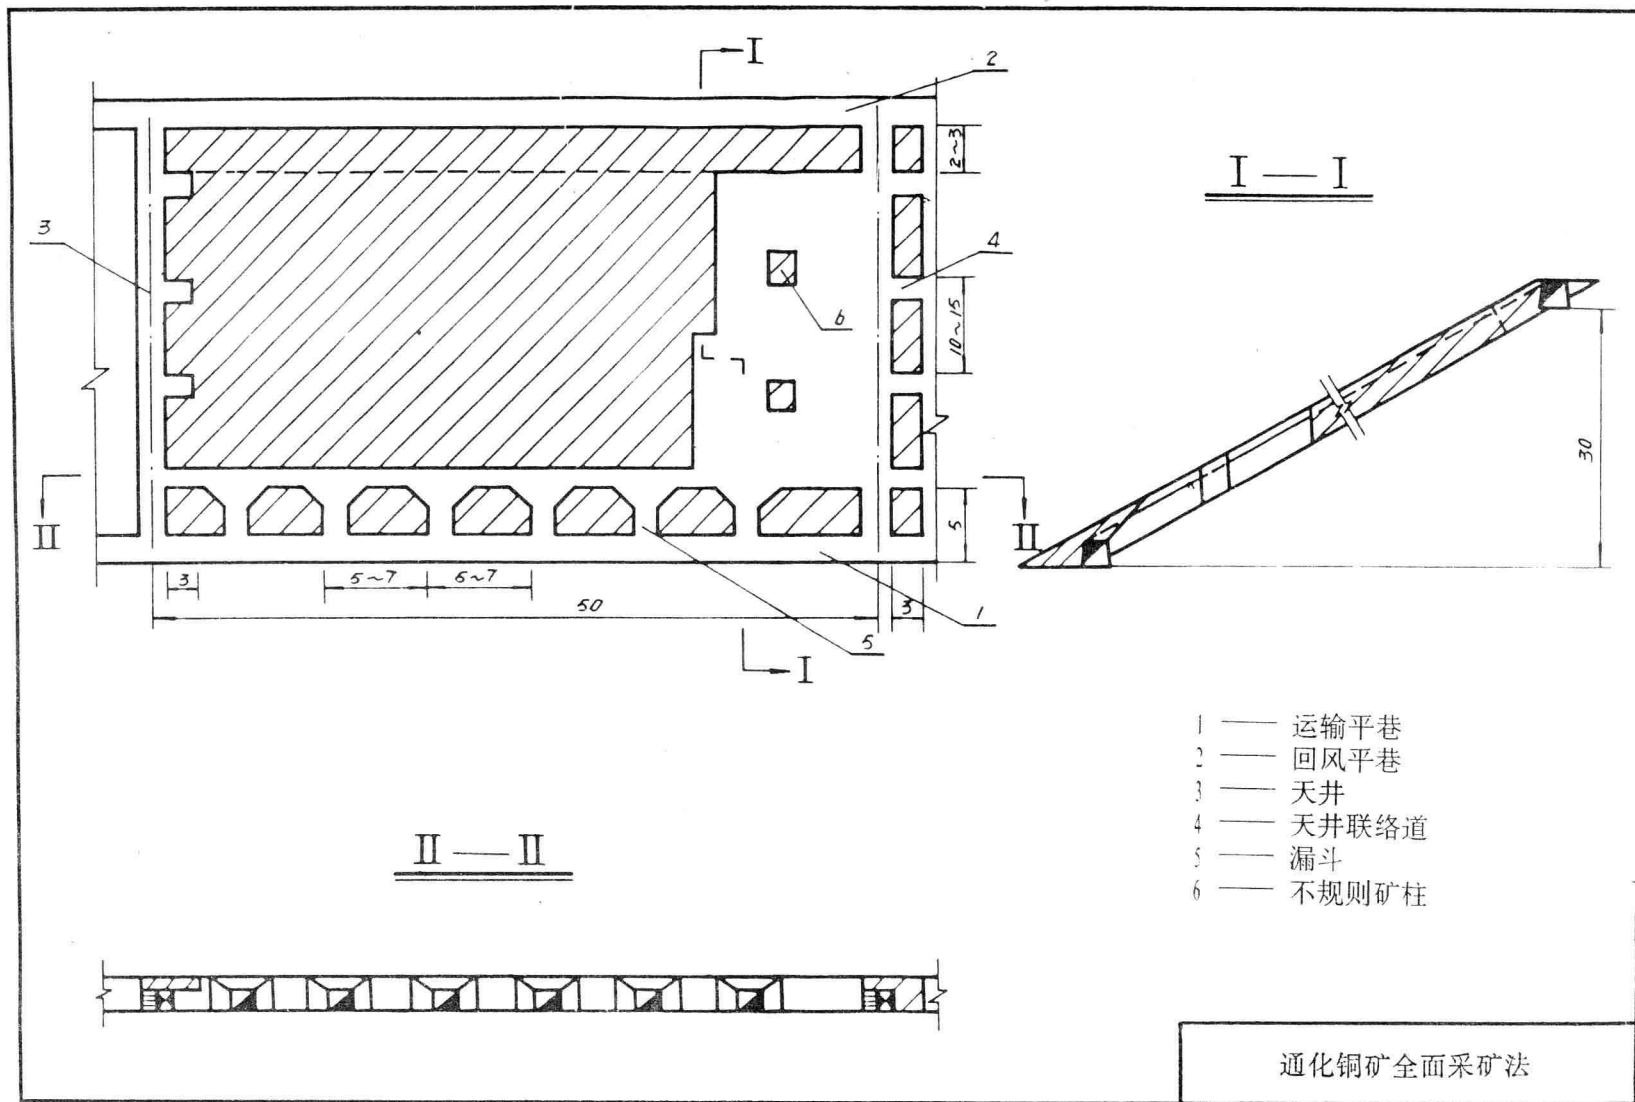 I
2
2~3
I — I
3
4
6
10~15
30
II
5
II
3
5~7
6~7
50
3
1
5
I
1 —— 运输平巷
2 —— 回风平巷
3 —— 天井
4 —— 天井联络道
5 —— 漏斗
6 —— 不规则矿柱
II — II
通化铜矿全面采矿法